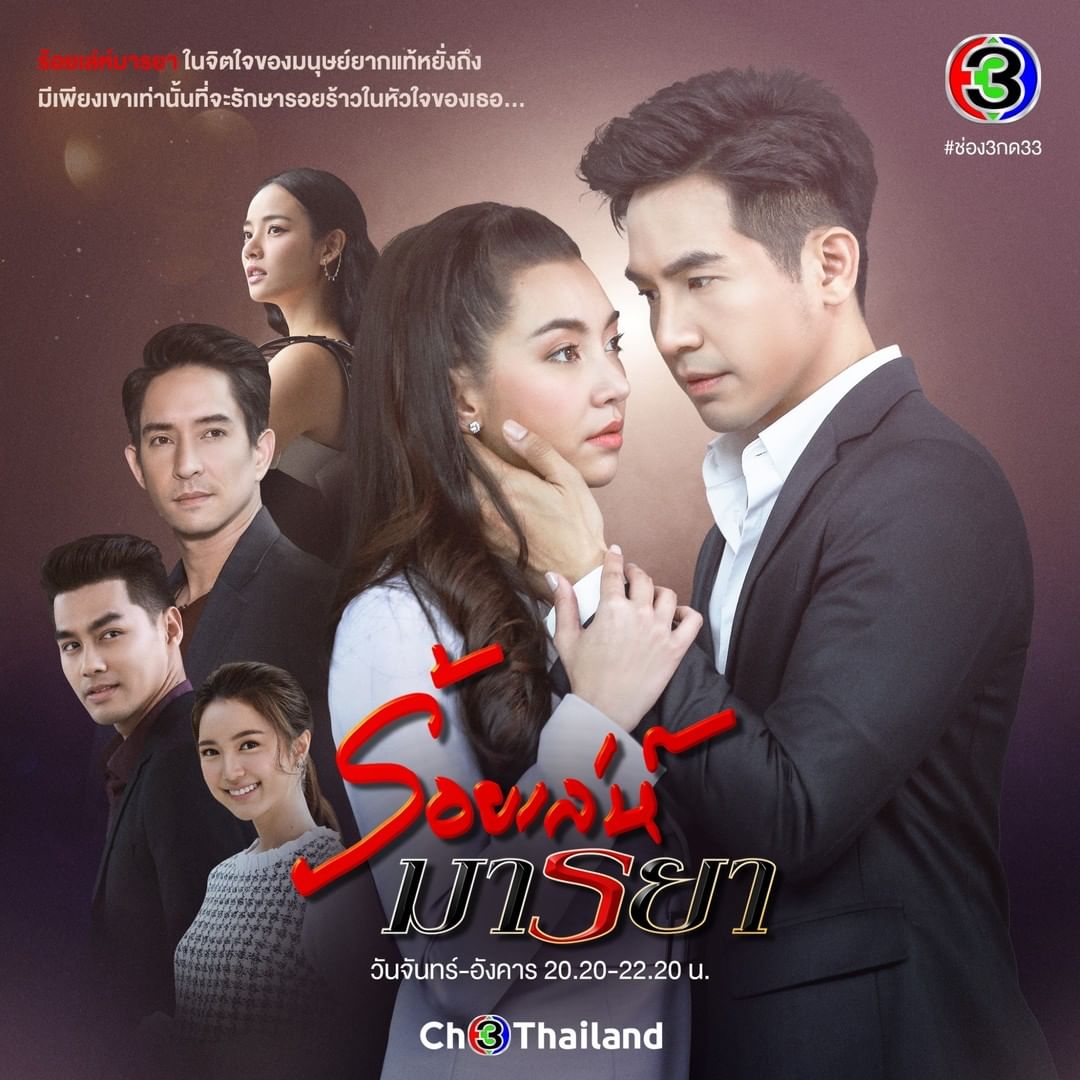 ร้อยเล่ห์มารยา ในจิตใจของมนุษย์ยากแท้หยั่งถึง
มีเพียงเขาเท่านั้นที่จะรักษารอยร้าวในหัวใจของเธอ...
3
#ช่อง3กด33
ร้อยเล่ห์
มารยา
วันจันทร์-อังคาร 20.20-22.20 น.
Ch3Thailand